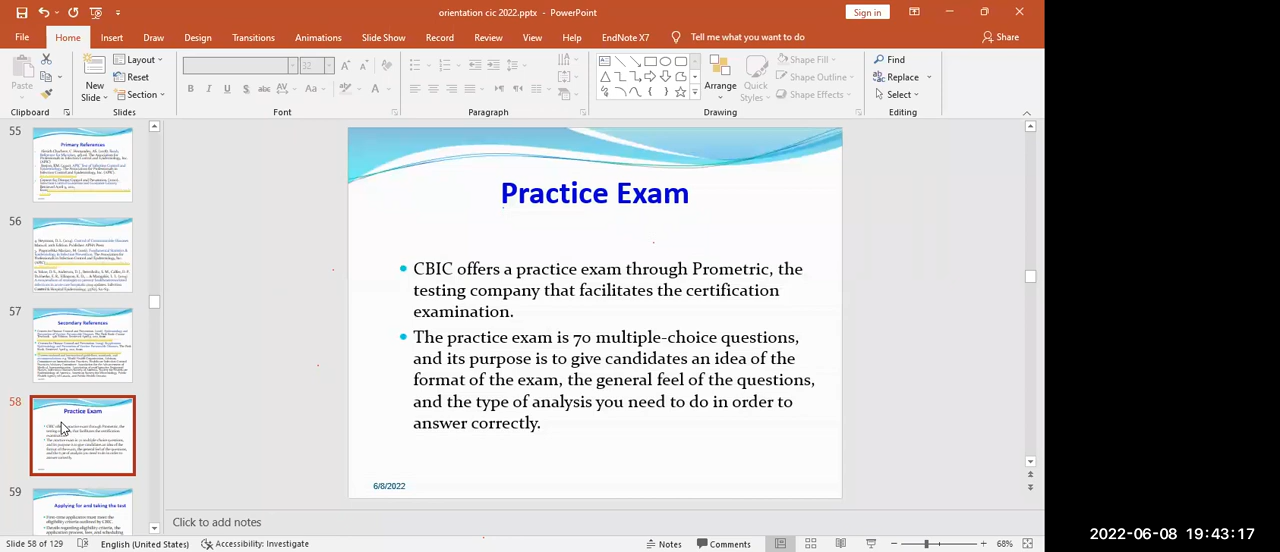 orientation cic 2022.pptx - PowerPoint
Sign in
File Home Insert Draw Design Transitions Animations Slide Show Record Review View Help EndNote X7 Tell me what you want to do Share
Paste
Clipboard
New Slide
Layout
Reset
Section
Slides
32
B I U S abc AV Aa A
Font
Paragraph
Arrange
Quick Styles
Shape Fill
Shape Outline
Shape Effects
Drawing
Find
Replace
Select
Editing
55
Primary References
56
57
Secondary References
58
Practice Exam
59
Applying for and taking the test
Practice Exam
CBIC offers a practice exam through Prometric, the
testing company that facilitates the certification
examination.
The practice exam is 70 multiple-choice questions,
and its purpose is to give candidates an idea of the
format of the exam, the general feel of the questions,
and the type of analysis you need to do in order to
answer correctly.
6/8/2022
Click to add notes
Slide 58 of 129 English (United States) Accessibility: Investigate Notes Comments 68%
2022-06-08 19:43:17